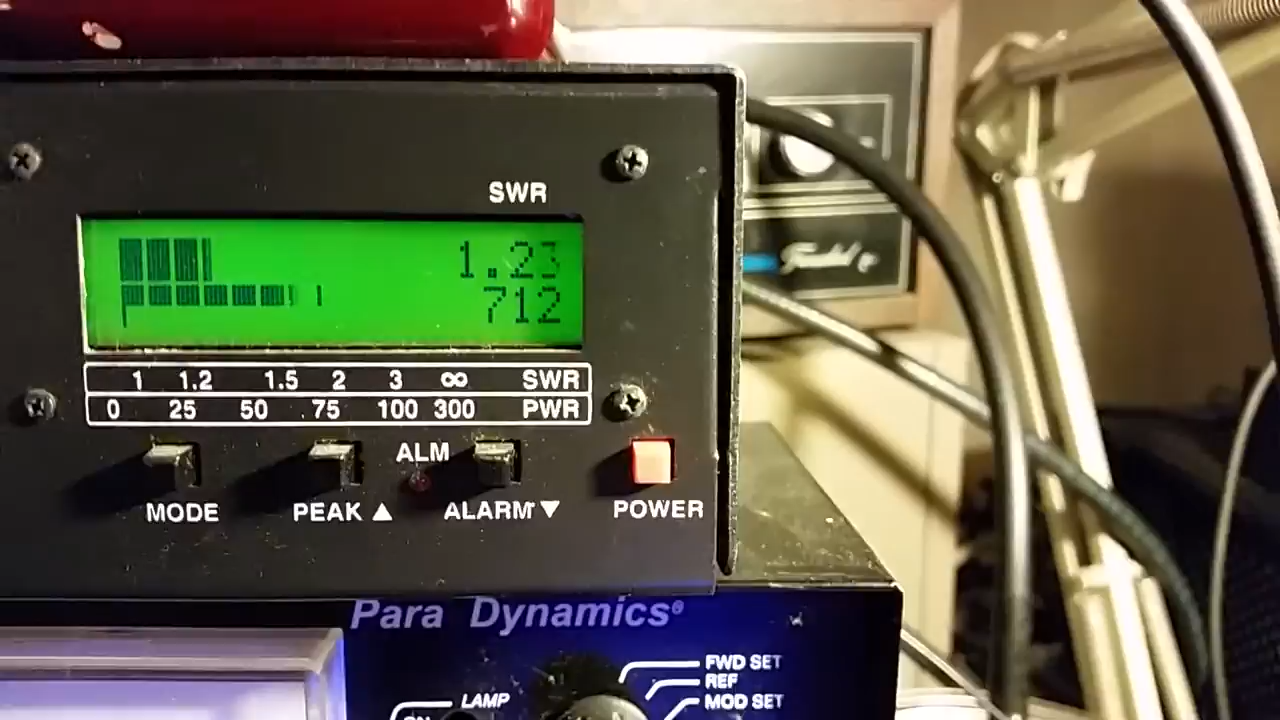 SWR
1.23
712
1 1.2 1.5 2 3 ∞ SWR
0 25 50 75 100 300 PWR
ALM
MODE PEAK ▲ ALARM ▼ POWER
Para Dynamics®
FWD SET
REF
LAMP
MOD SET
ON